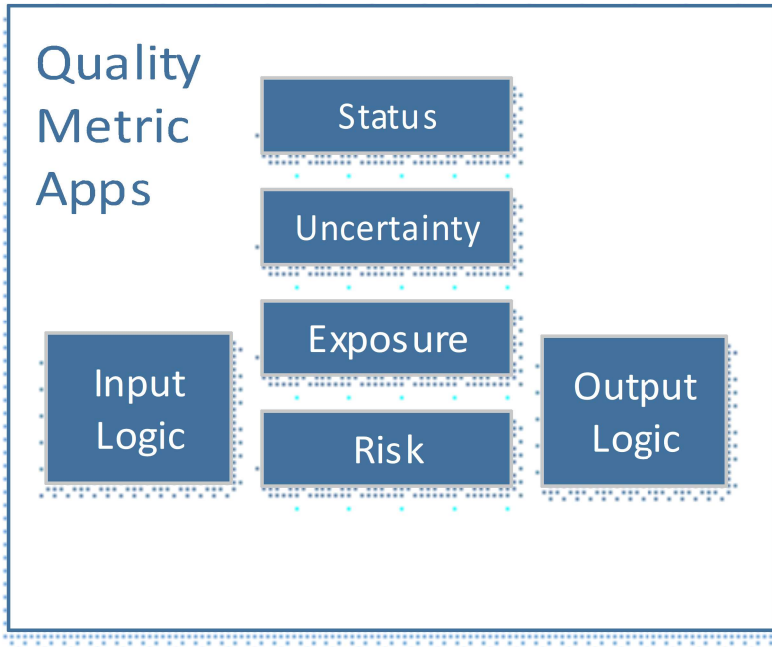 Quality
Metric
Apps
Status
Uncertainty
Exposure
Risk
Input
Logic
Output
Logic